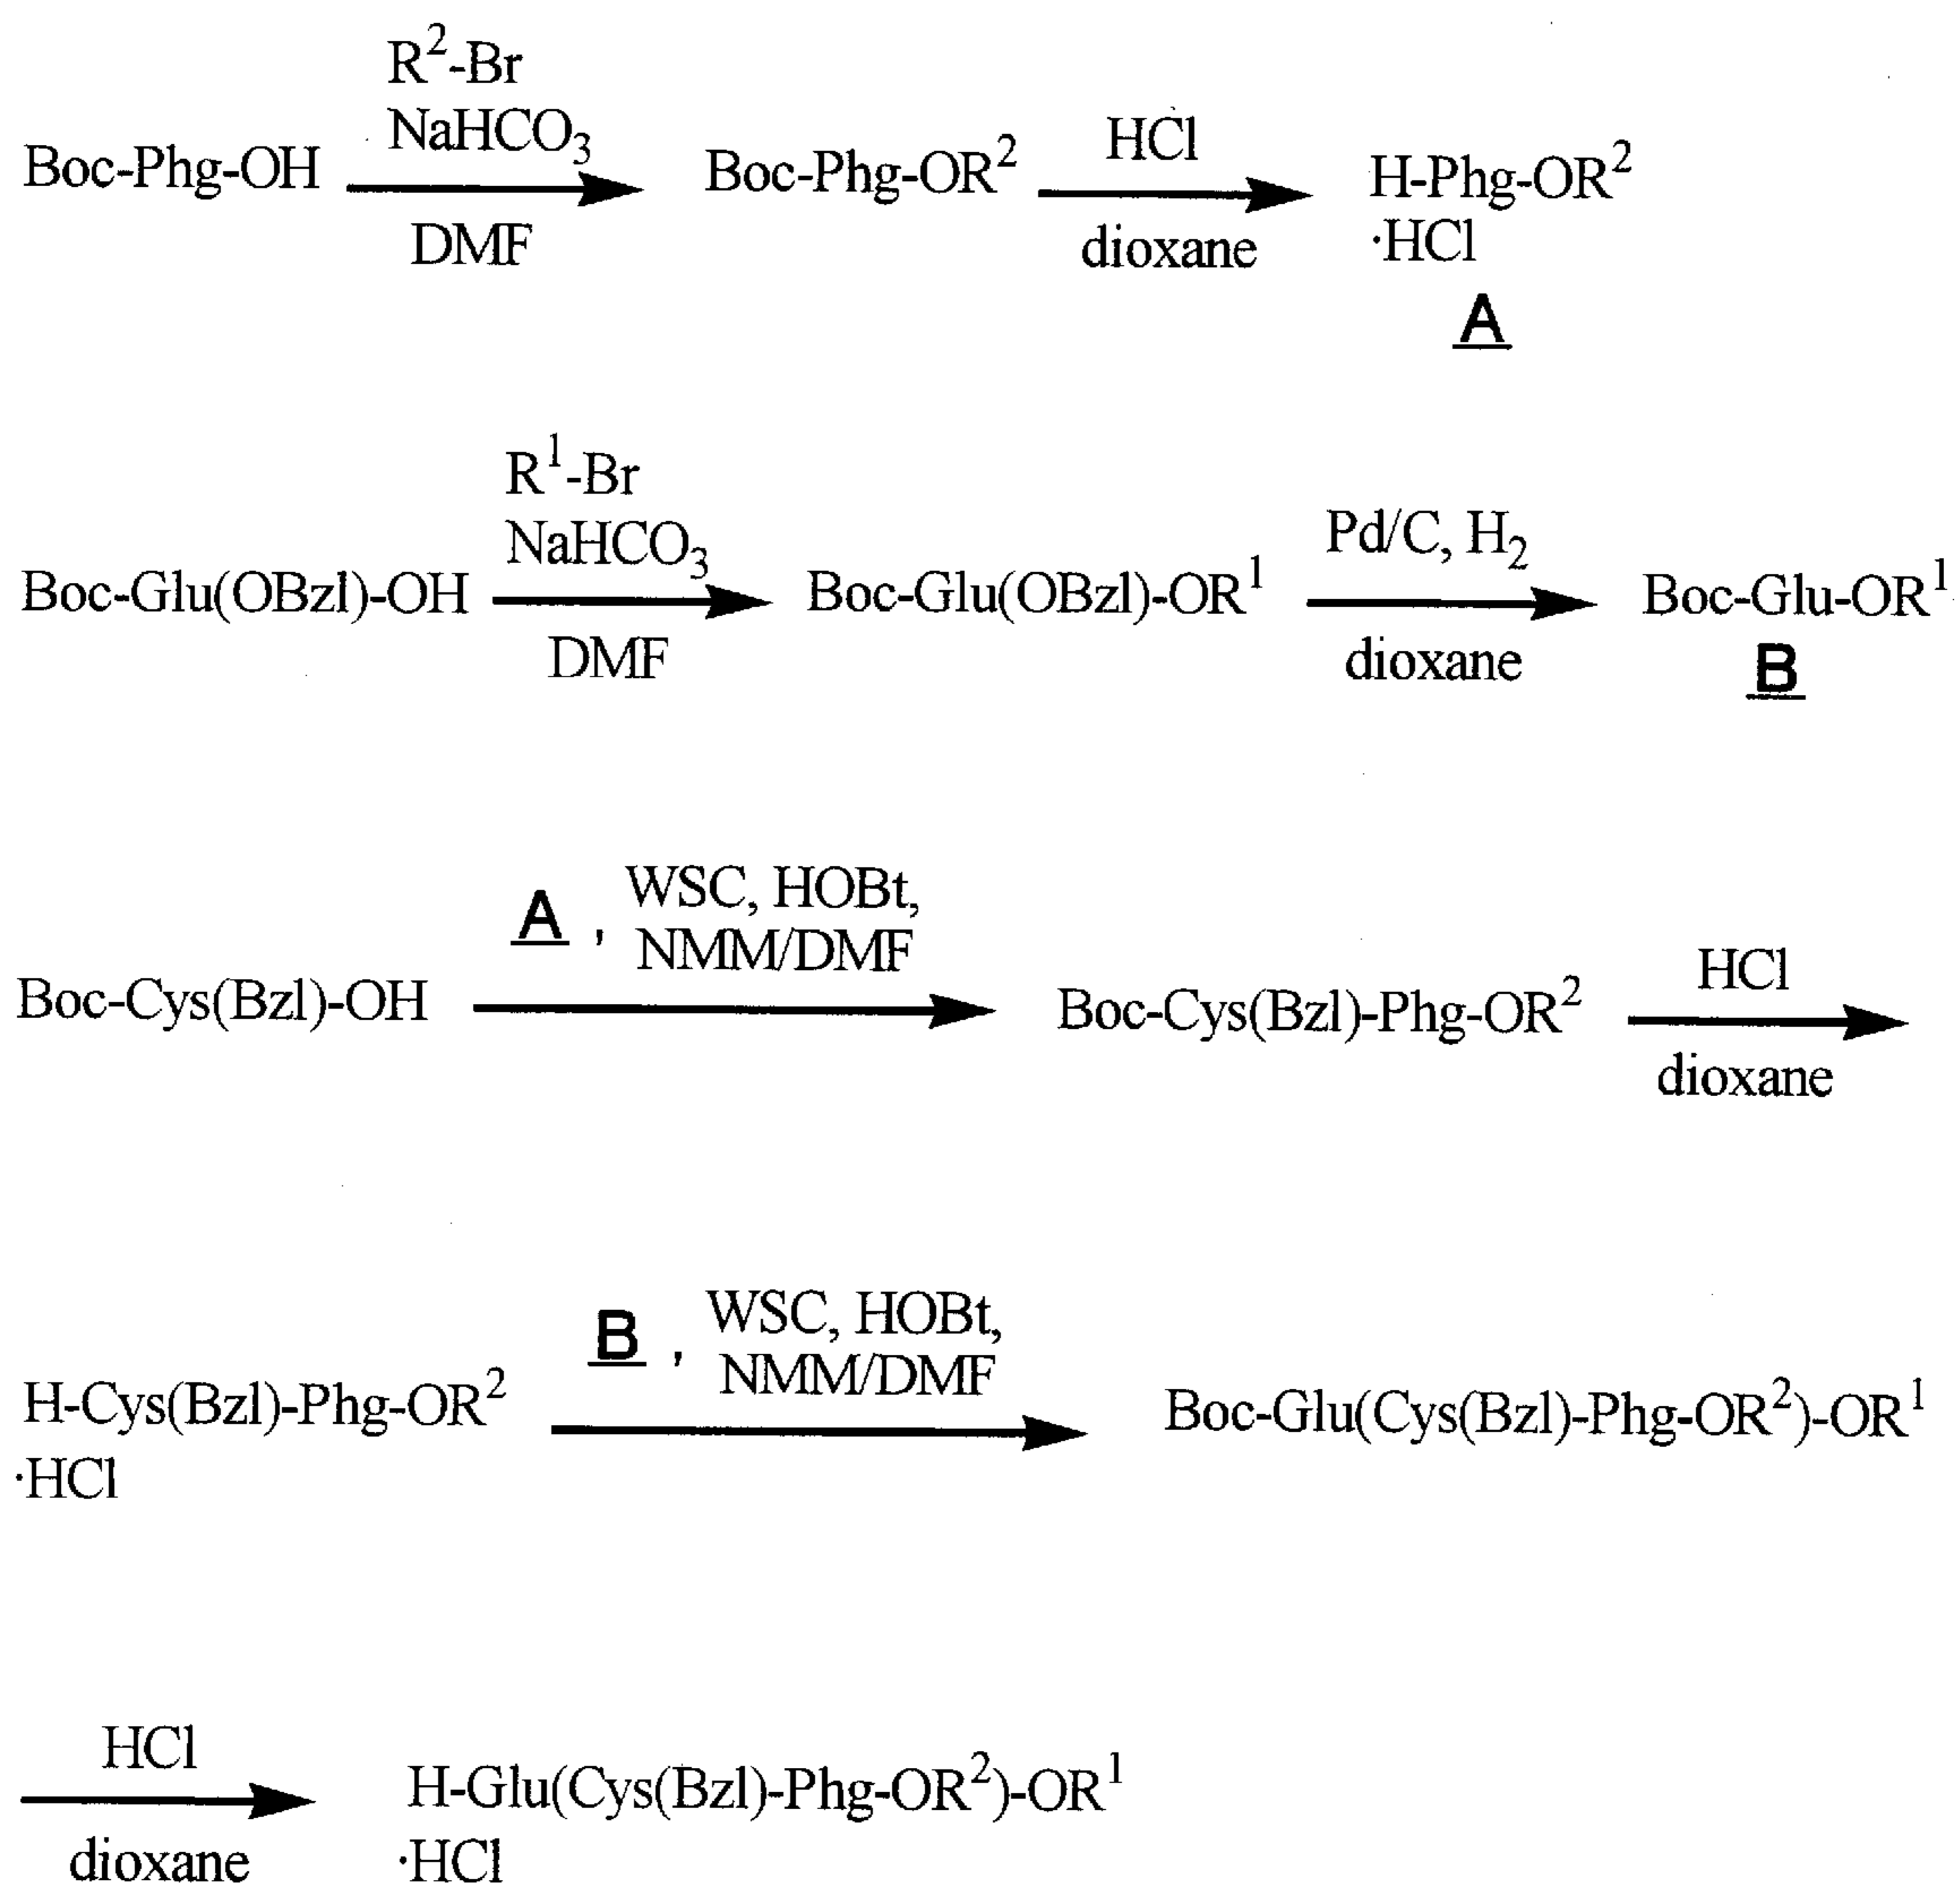 R²-Br
NaHCO₃
Boc-Phg-OH
DMF
Boc-Phg-OR²
HCl
dioxane
H-Phg-OR²
·HCl
A
R¹-Br
NaHCO₃
Boc-Glu(OBzl)-OH
DMF
Boc-Glu(OBzl)-OR¹
Pd/C, H₂
dioxane
Boc-Glu-OR¹
B
A , WSC, HOBt,
NMM/DMF
Boc-Cys(Bzl)-OH
Boc-Cys(Bzl)-Phg-OR²
HCl
dioxane
B , WSC, HOBt,
NMM/DMF
H-Cys(Bzl)-Phg-OR²
·HCl
Boc-Glu(Cys(Bzl)-Phg-OR²)-OR¹
HCl
dioxane
H-Glu(Cys(Bzl)-Phg-OR²)-OR¹
·HCl